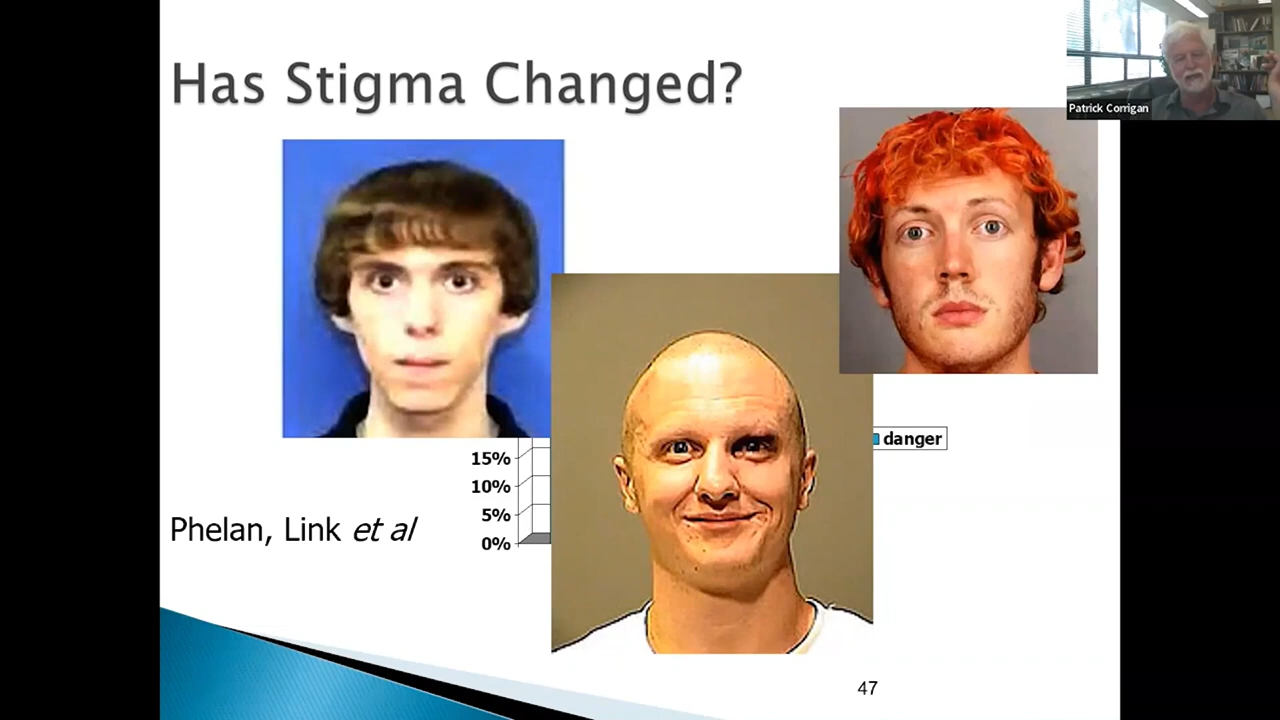 Has Stigma Changed?
Patrick Corrigan
danger
15%
10%
5%
0%
Phelan, Link et al
47